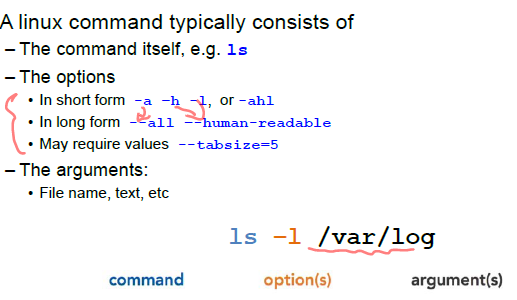 A linux command typically consists of
– The command itself, e.g. ls
– The options
• In short form -a -h -l, or -ahl
• In long form --all --human-readable
• May require values --tabsize=5
– The arguments:
• File name, text, etc
ls -l /var/log
command option(s) argument(s)